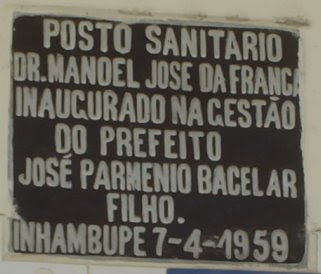 POSTO SANITARIO
DR. MANOEL JOSE DA FRANCA
INAUGURADO NA GESTÃO
DO PREFEITO
JOSÉ PARMENIO BACELAR
FILHO.
INHAMBUPE 7-4-1959